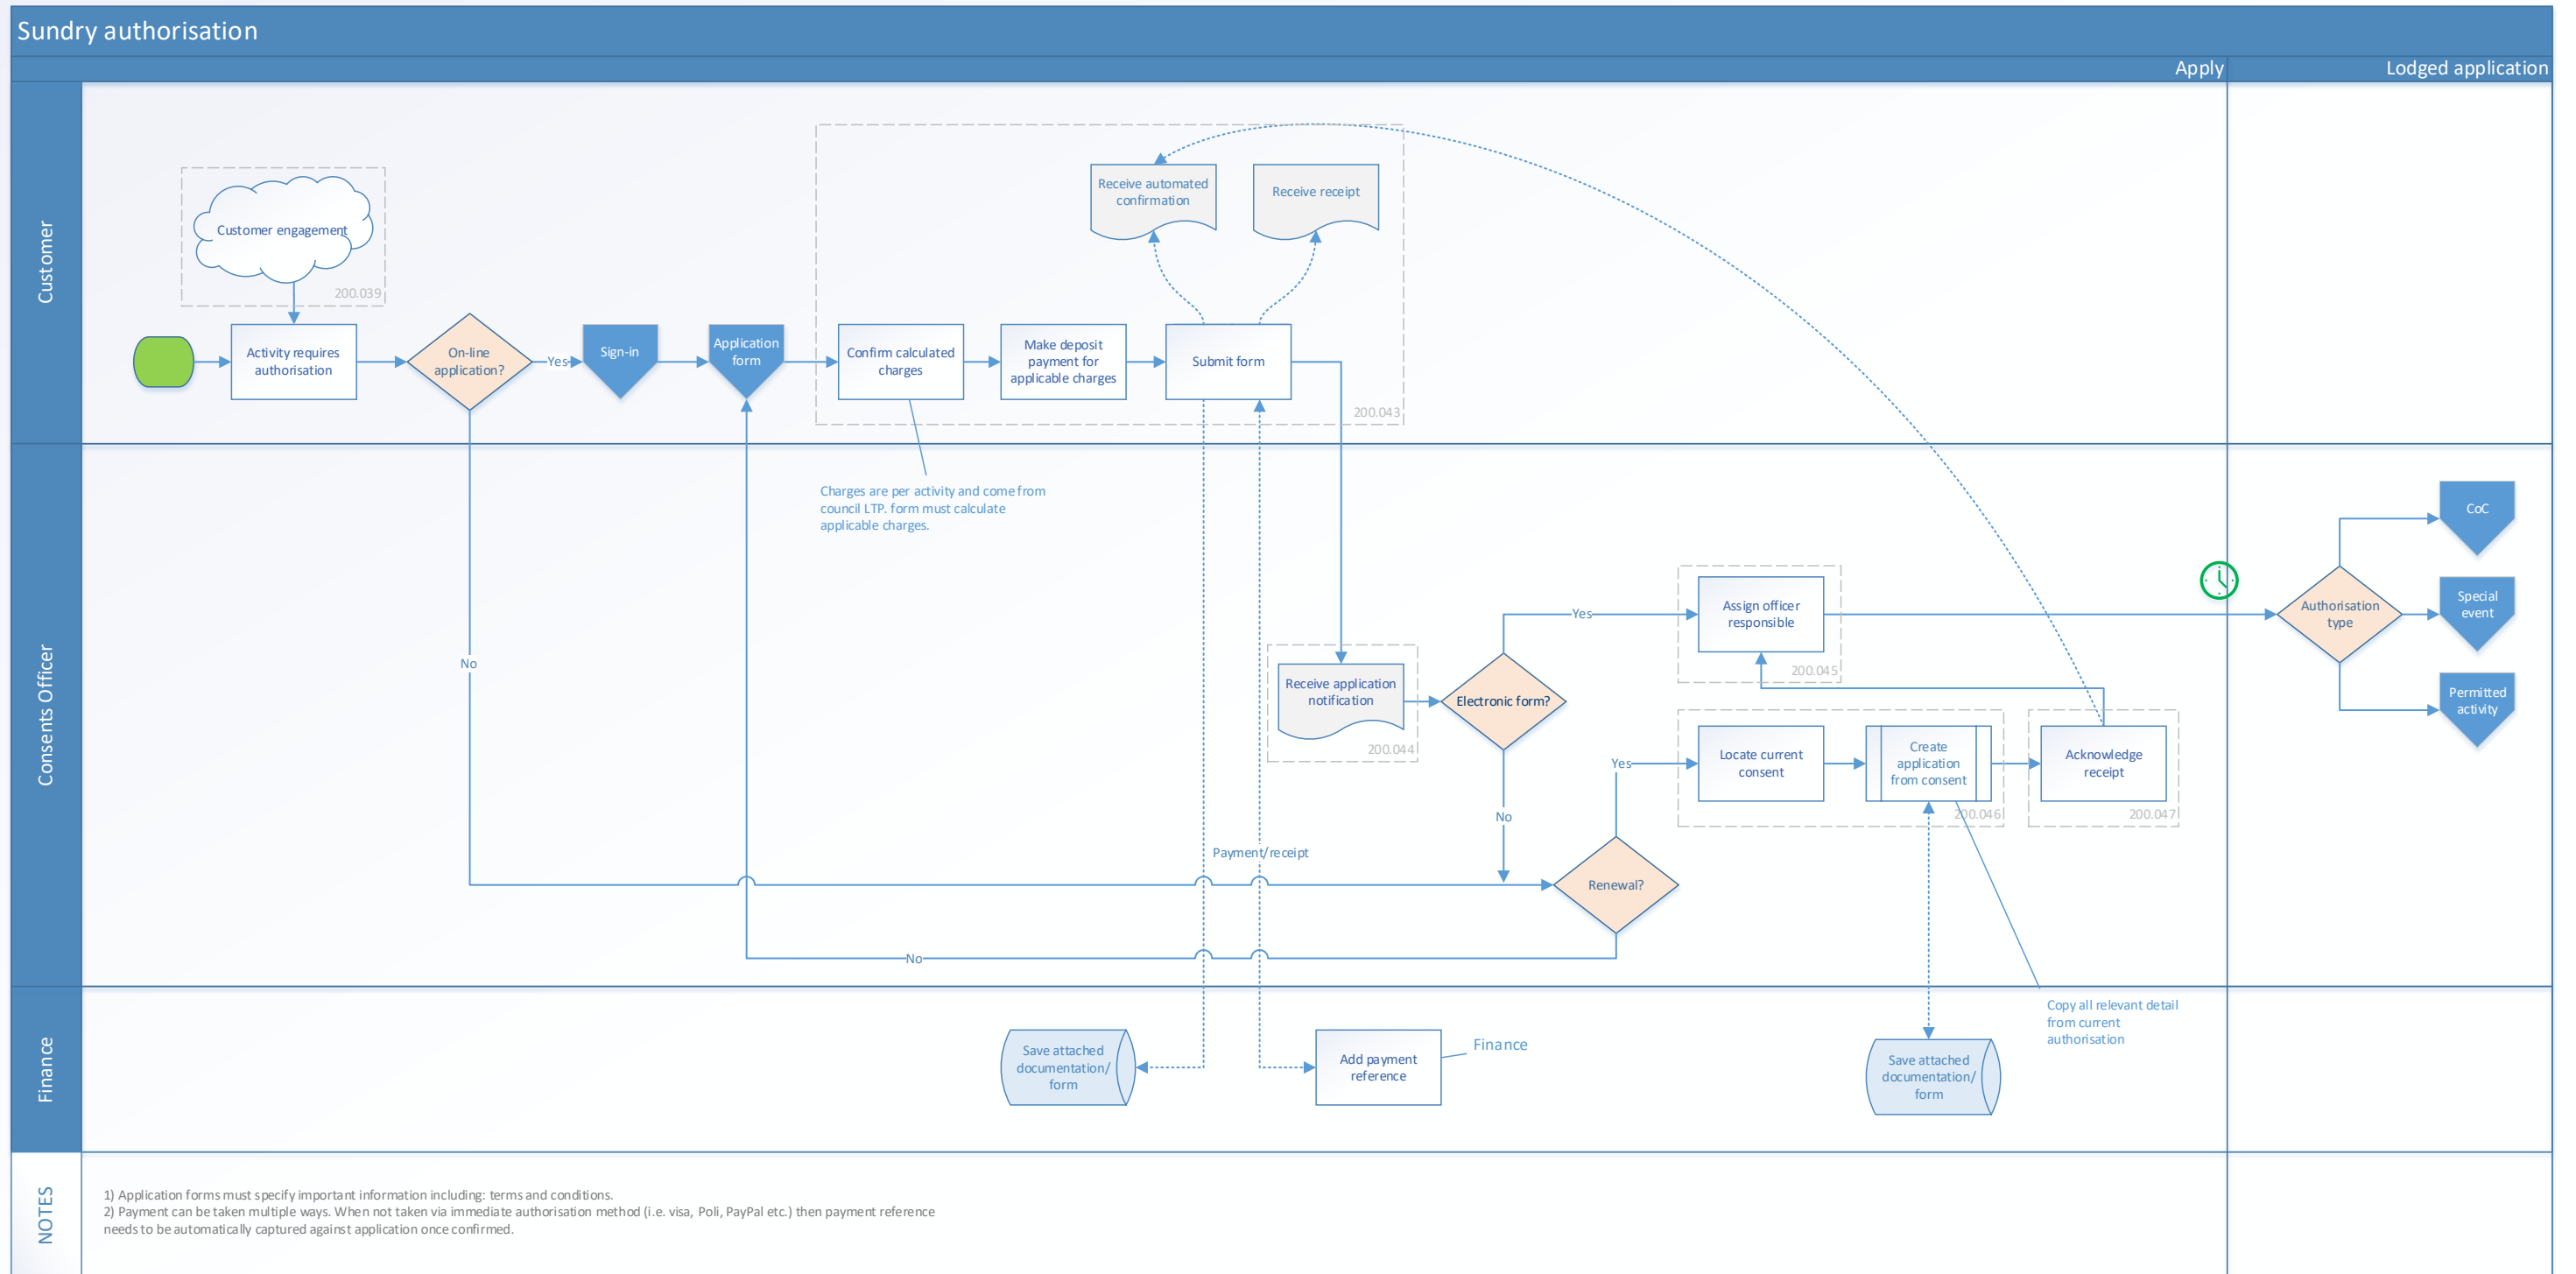 Sundry authorisation
Apply
Lodged application
Customer
Customer engagement
200.039
Activity requires
authorisation
On-line
application?
Yes
Sign-in
Application
form
Confirm calculated
charges
Make deposit
payment for
applicable charges
Submit form
Receive automated
confirmation
Receive receipt
200.043
Consents Officer
Charges are per activity and come from
council LTP. form must calculate
applicable charges.
No
Receive application
notification
200.044
Electronic form?
Yes
Assign officer
responsible
200.045
No
Yes
Locate current
consent
Create
application
from consent
200.046
Acknowledge
receipt
200.047
Payment/receipt
Renewal?
No
Authorisation
type
CoC
Special
event
Permitted
activity
Finance
Save attached
documentation/
form
Add payment
reference
Finance
Save attached
documentation/
form
Copy all relevant detail
from current
authorisation
NOTES
1) Application forms must specify important information including: terms and conditions.
2) Payment can be taken multiple ways. When not taken via immediate authorisation method (i.e. visa, Poli, PayPal etc.) then payment reference
needs to be automatically captured against application once confirmed.